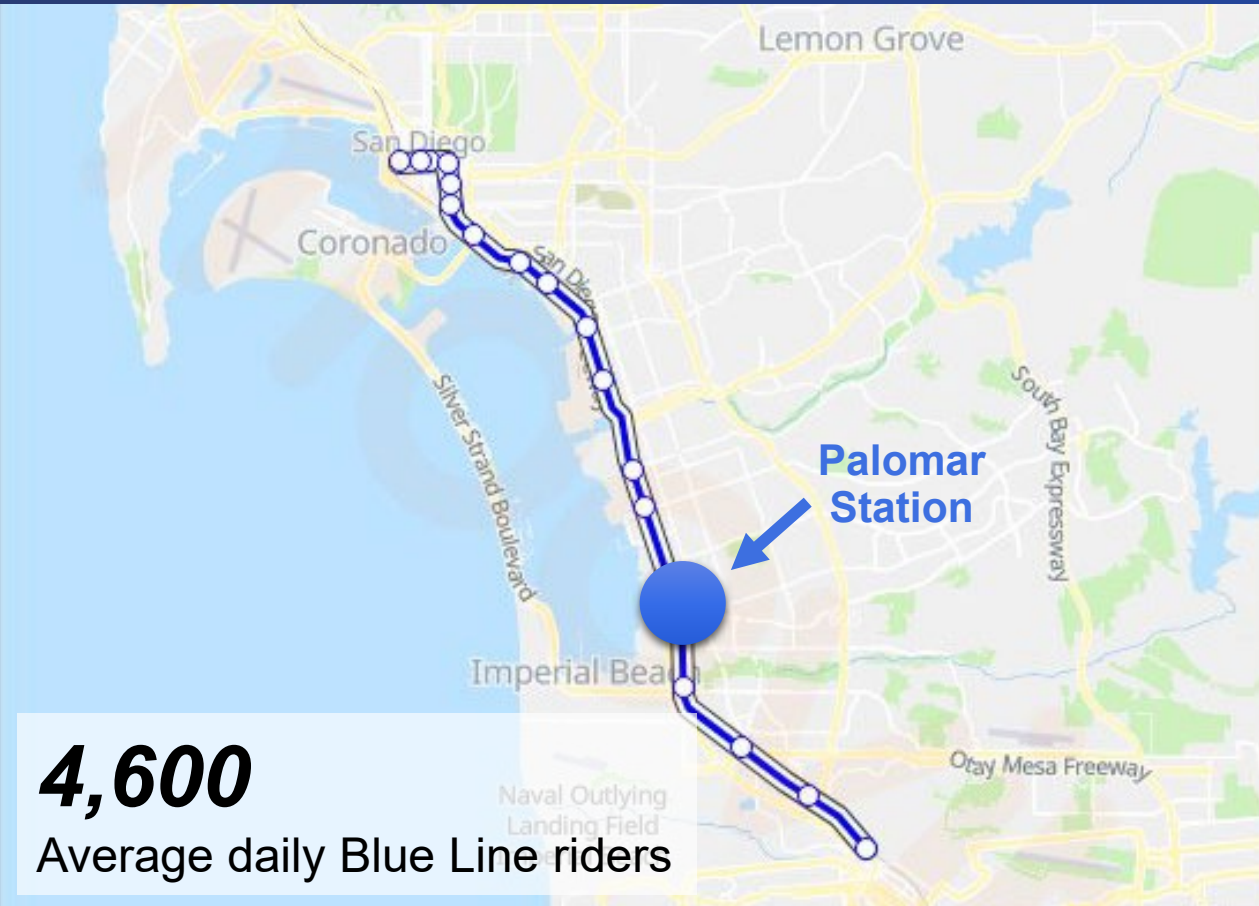 Lemon Grove
San Diego
Coronado
San Die
Silver Strand Boulevard
South Bay Expressway
Palomar
Station
Imperial Beach
Otay Mesa Freeway
4,600
Naval Outlying
Landing Field
Average daily Blue Line riders